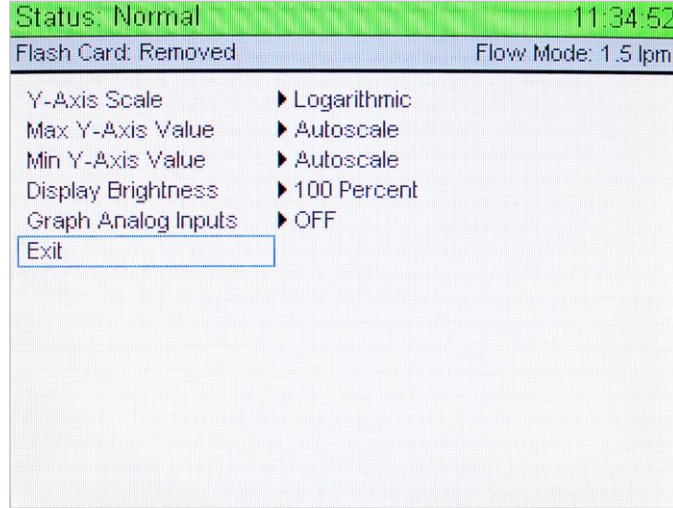 Status: Normal 11:34:52
Flash Card: Removed Flow Mode: 1.5 lpm
Y-Axis Scale Logarithmic
Max Y-Axis Value Autoscale
Min Y-Axis Value Autoscale
Display Brightness 100 Percent
Graph Analog Inputs OFF
Exit